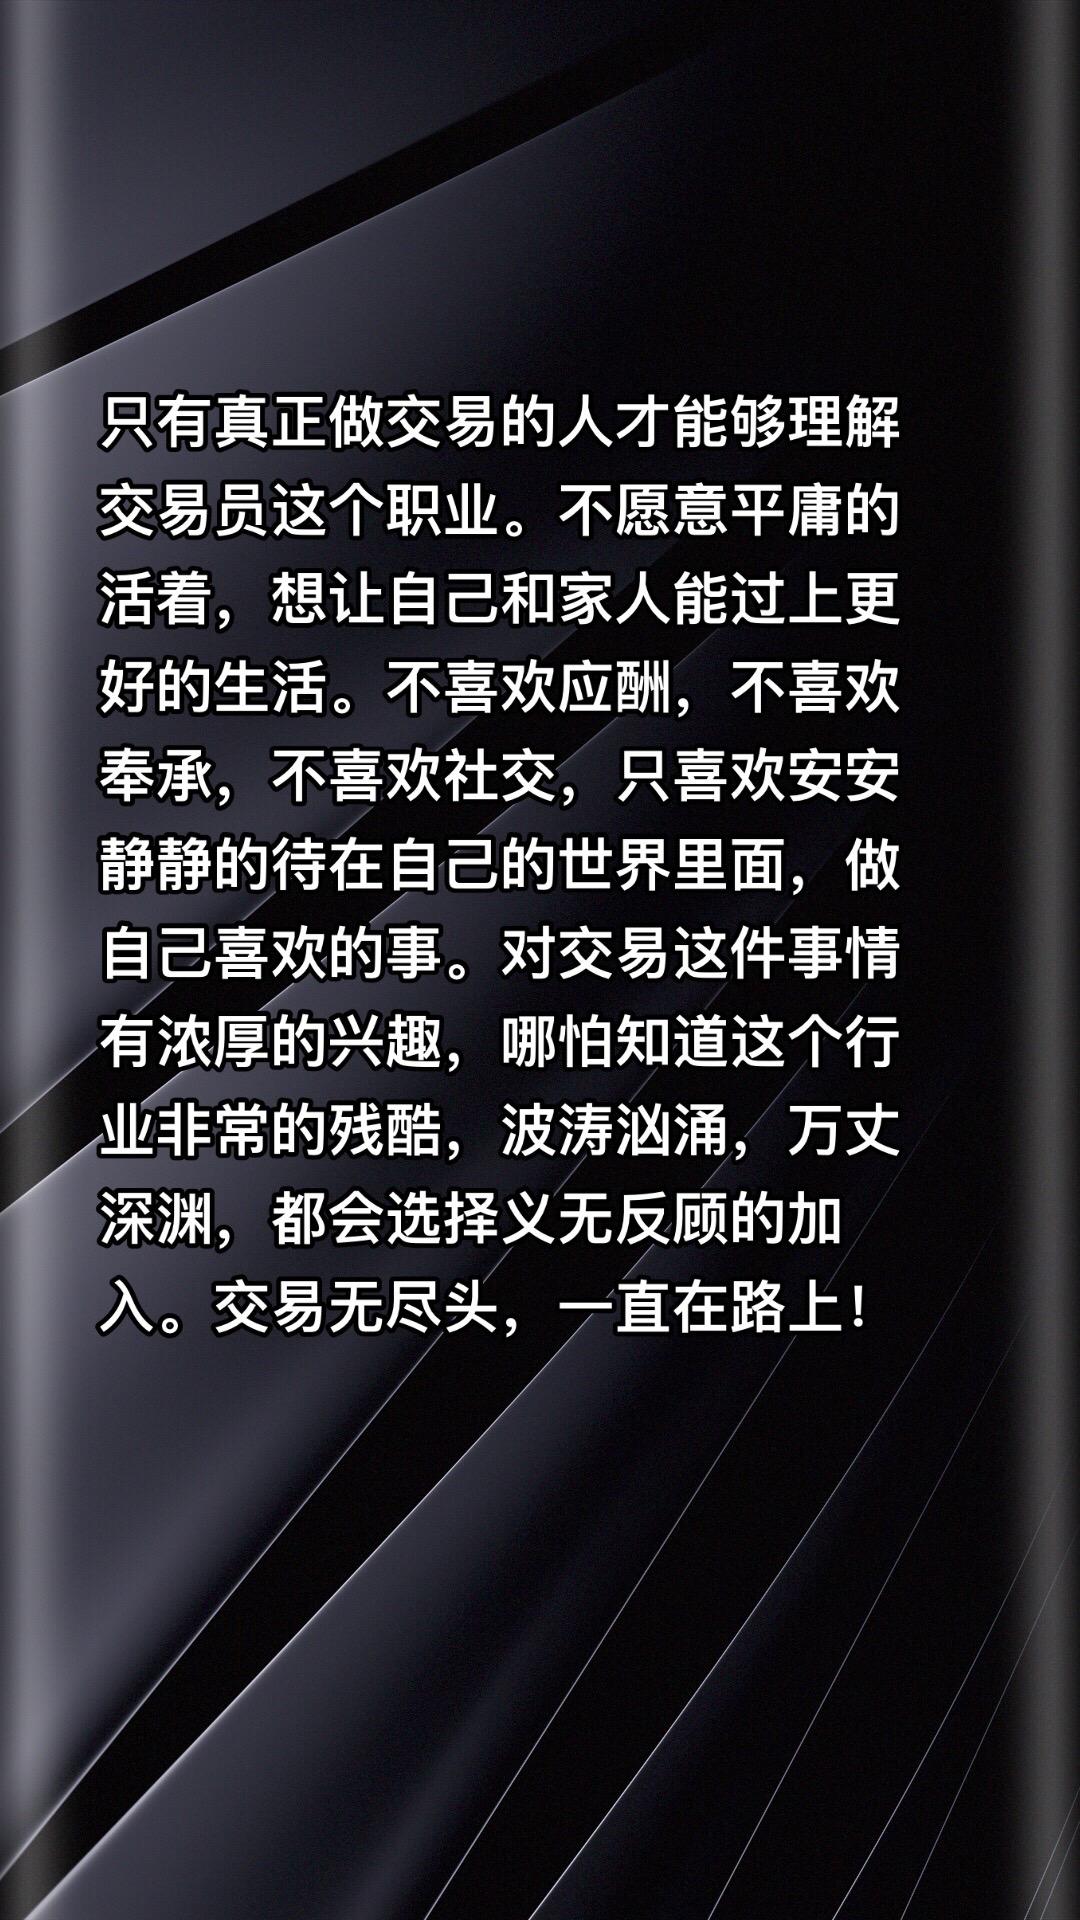 只有真正做交易的人才能够理解
交易员这个职业。不愿意平庸的
活着，想让自己和家人能过上更
好的生活。不喜欢应酬，不喜欢
奉承，不喜欢社交，只喜欢安安
静静的待在自己的世界里面，做
自己喜欢的事。对交易这件事情
有浓厚的兴趣，哪怕知道这个行
业非常的残酷，波涛汹涌，万丈
深渊，都会选择义无反顾的加
入。交易无尽头，一直在路上！